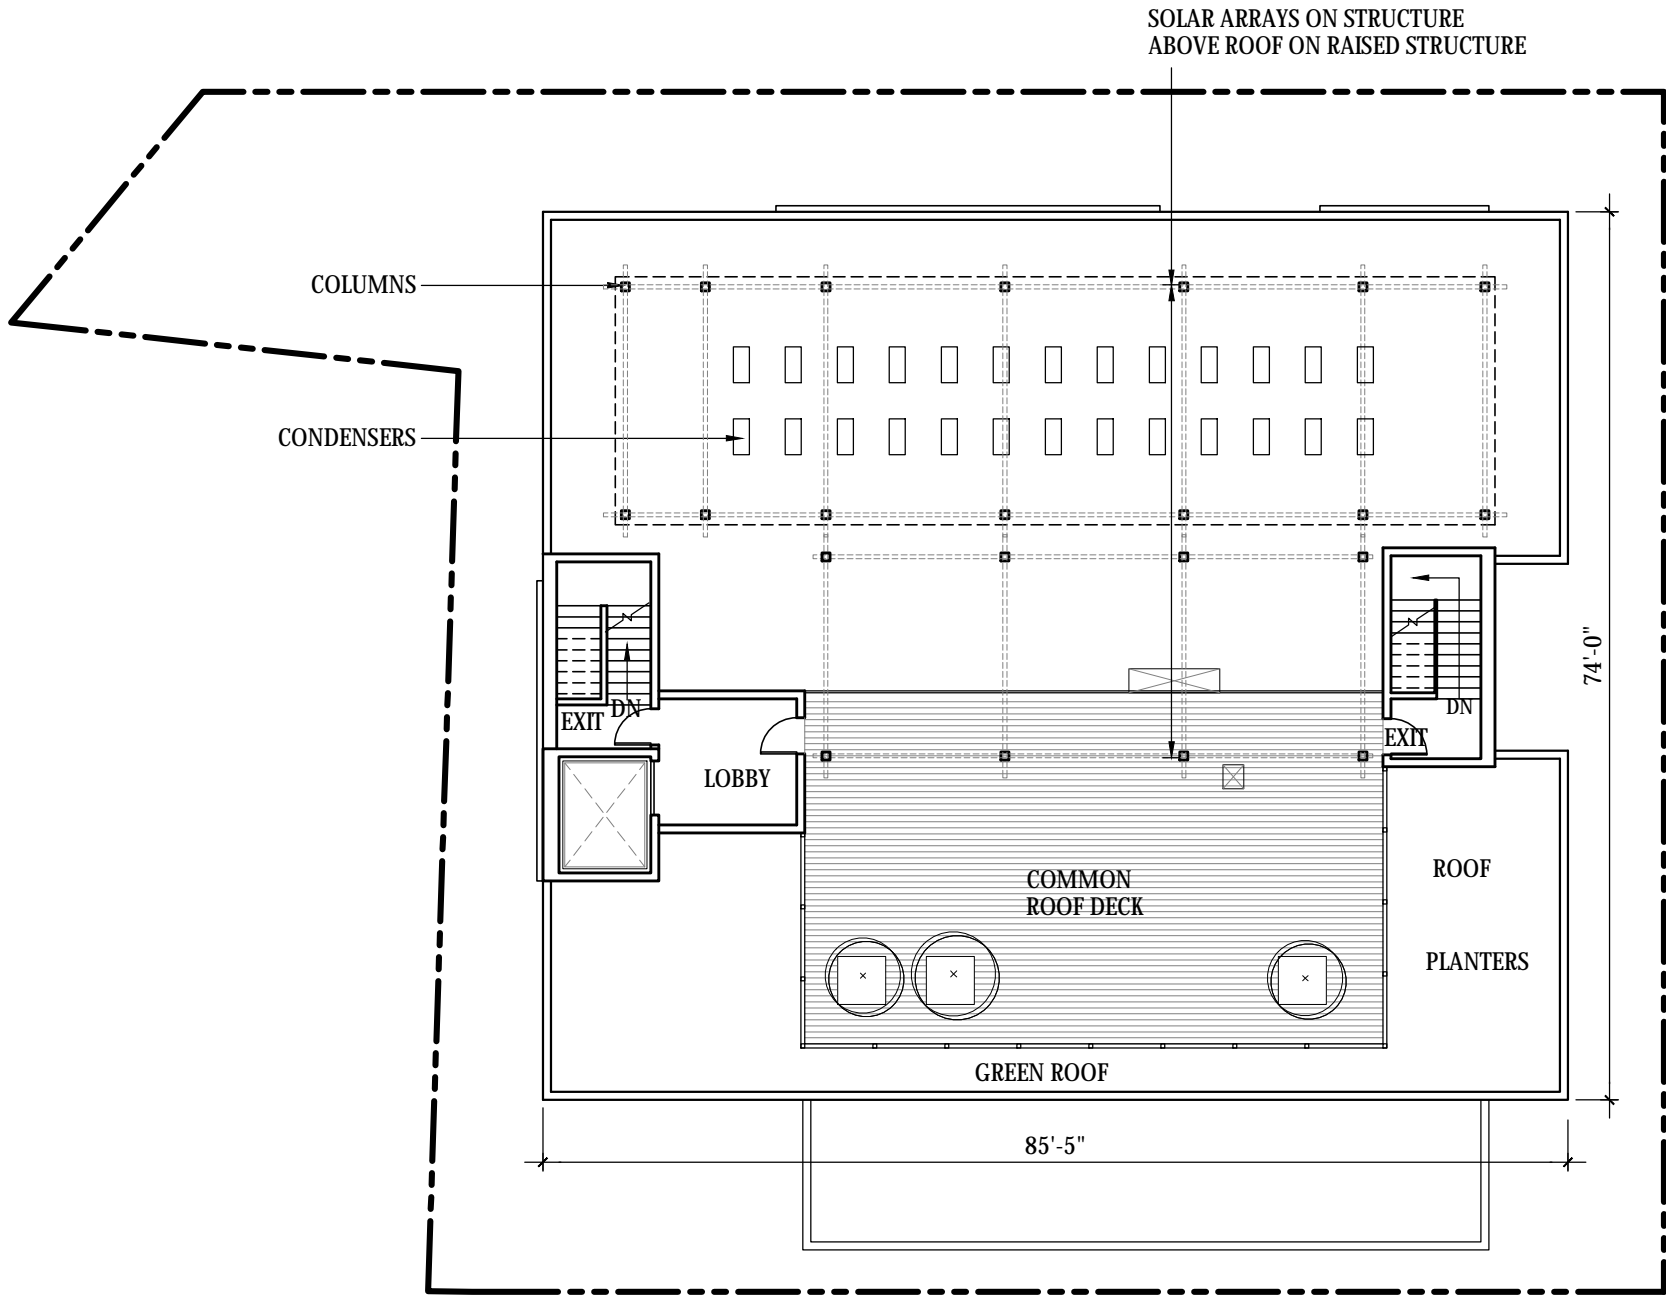 SOLAR ARRAYS ON STRUCTURE
ABOVE ROOF ON RAISED STRUCTURE
COLUMNS
CONDENSERS
74'-0"
EXIT
DN
DN
EXIT
LOBBY
ROOF
COMMON
ROOF DECK
PLANTERS
GREEN ROOF
85'-5"